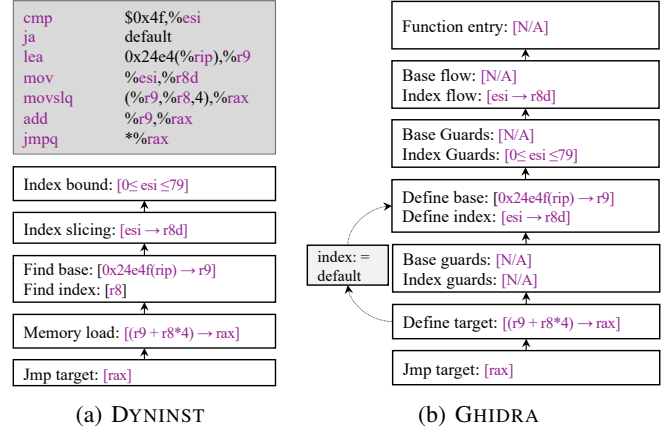 cmp $0x4f,%esi
ja default
lea 0x24e4(%rip),%r9
mov %esi,%r8d
movslq (%r9,%r8,4),%rax
add %r9,%rax
jmpq *%rax
Index bound: [0≤ esi ≤79]
Index slicing: [esi → r8d]
Find base: [0x24e4f(rip) → r9]
Find index: [r8]
Memory load: [(r9 + r8*4) → rax]
Jmp target: [rax]
(a) DYNINST
Function entry: [N/A]
Base flow: [N/A]
Index flow: [esi → r8d]
Base Guards: [N/A]
Index Guards: [0≤ esi ≤79]
Define base: [0x24e4f(rip) → r9]
Define index: [esi → r8d]
index: =
default
Base guards: [N/A]
Index guards: [N/A]
Define target: [(r9 + r8*4) → rax]
Jmp target: [rax]
(b) GHIDRA